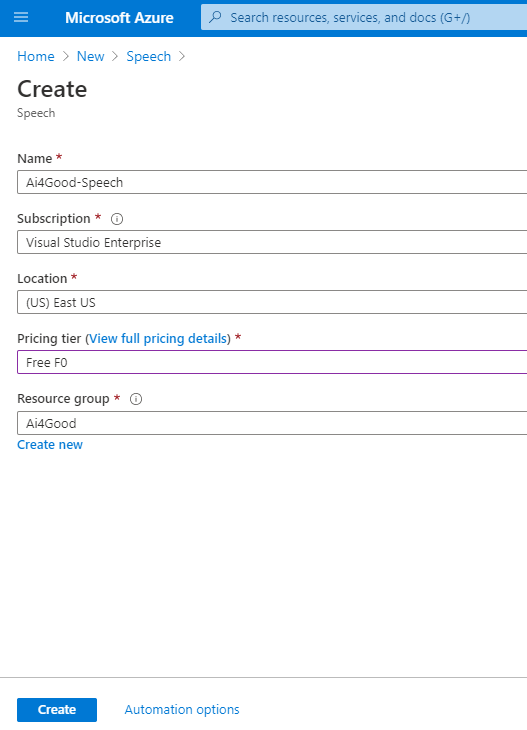 Microsoft Azure
Search resources, services, and docs (G+/)
Home > New > Speech >
Create
Speech
Name *
Ai4Good-Speech
Subscription *
Visual Studio Enterprise
Location *
(US) East US
Pricing tier (View full pricing details) *
Free F0
Resource group *
Ai4Good
Create new
Create
Automation options